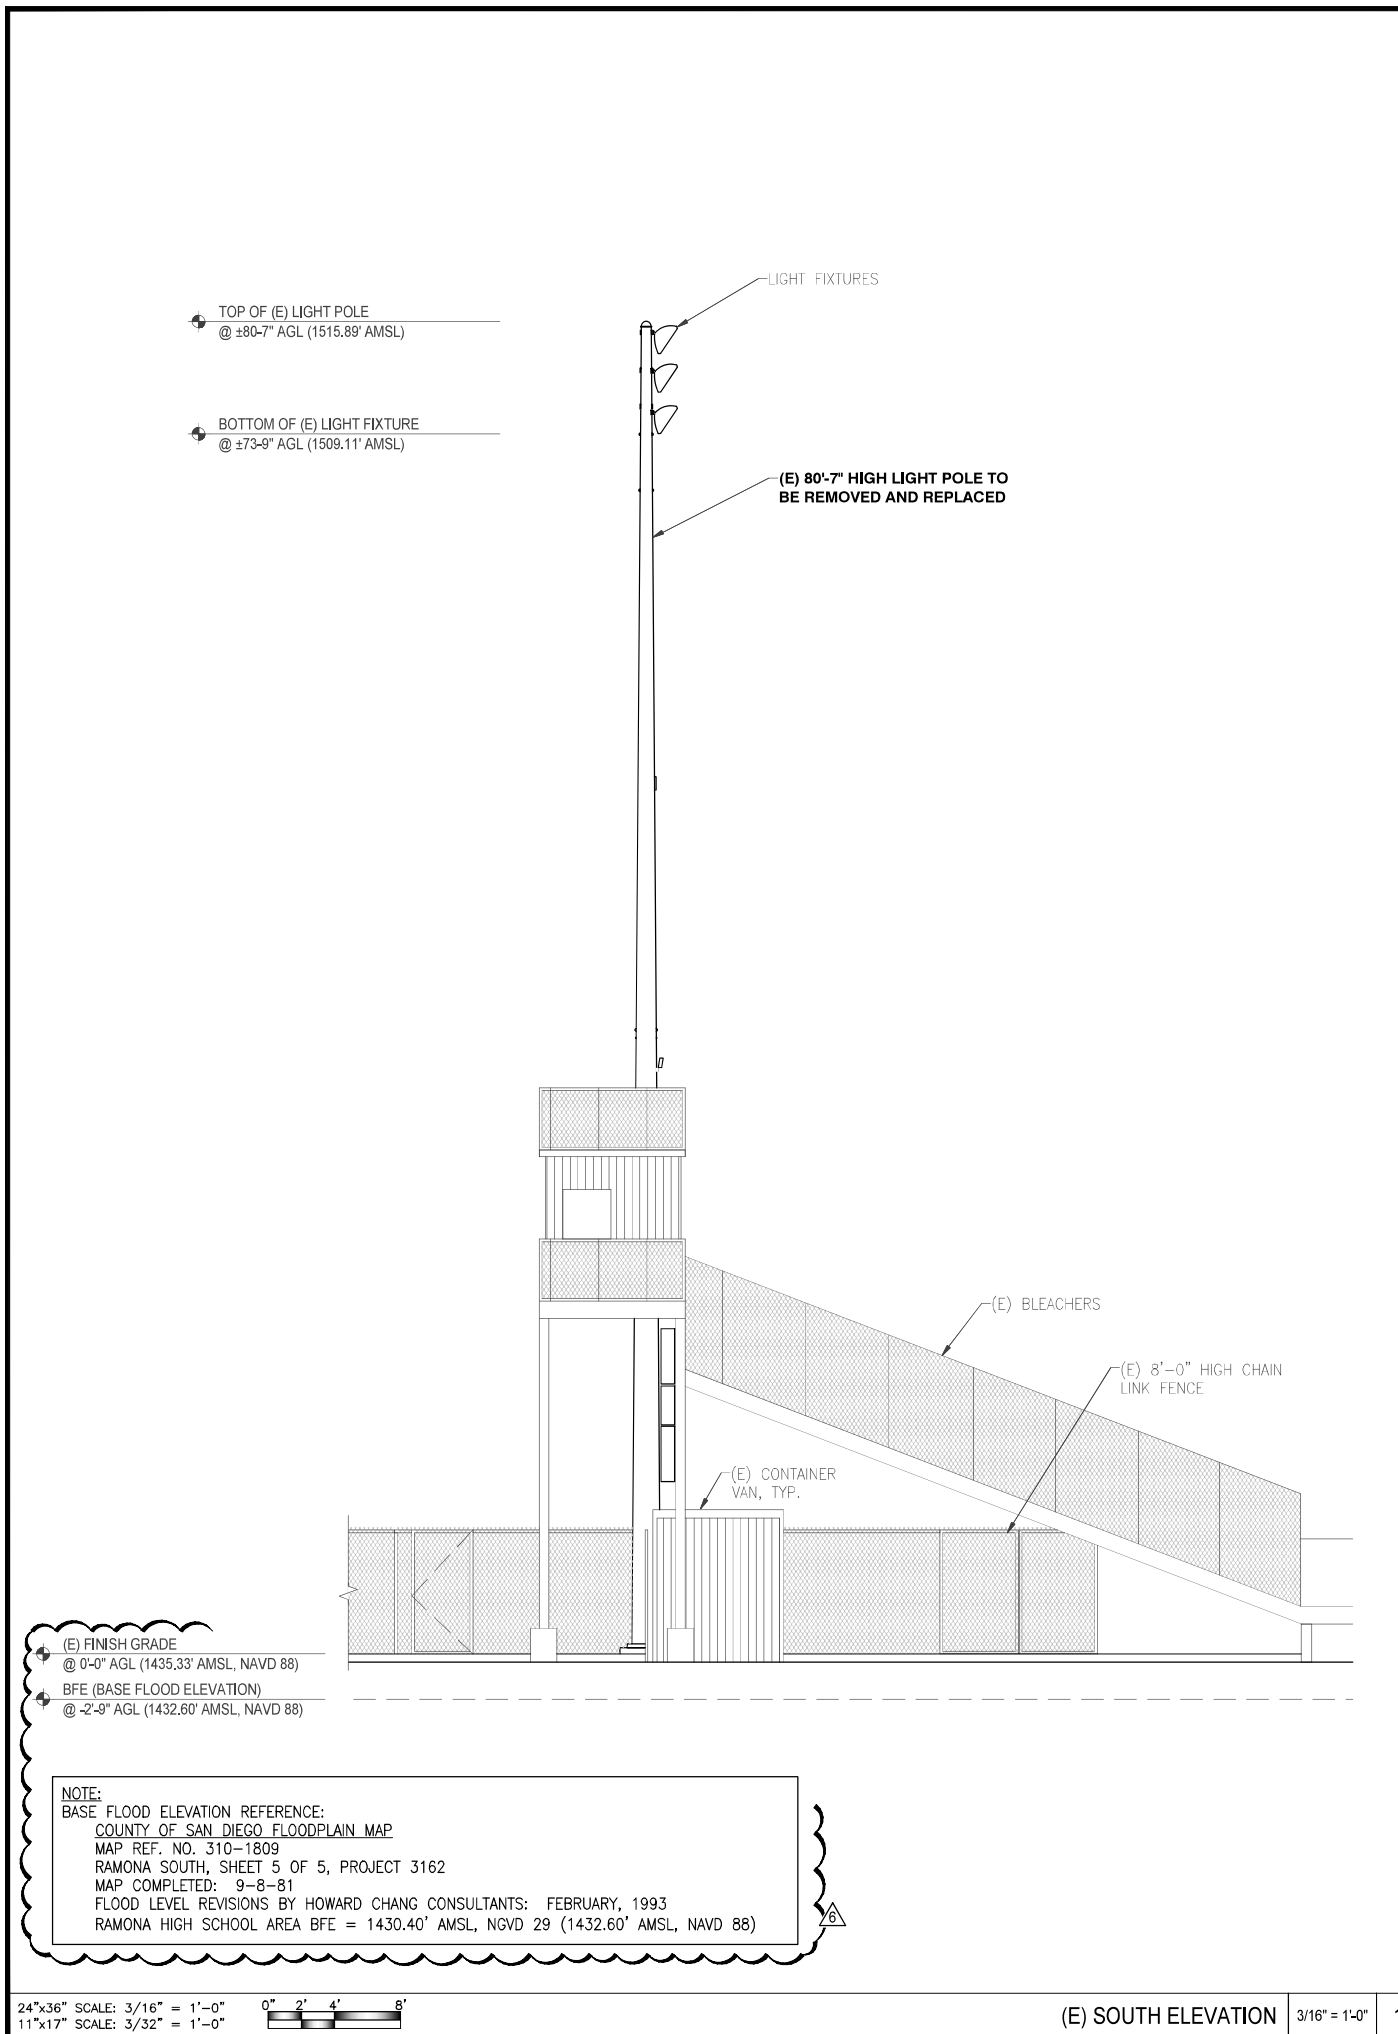 LIGHT FIXTURES
TOP OF (E) LIGHT POLE
@ ±80-7" AGL (1515.89' AMSL)
BOTTOM OF (E) LIGHT FIXTURE
@ ±73-9" AGL (1509.11' AMSL)
(E) 80'-7" HIGH LIGHT POLE TO
BE REMOVED AND REPLACED
(E) BLEACHERS
(E) 8'-0" HIGH CHAIN
LINK FENCE
(E) CONTAINER
VAN, TYP.
(E) FINISH GRADE
@ 0'-0" AGL (1435.33' AMSL, NAVD 88)
BFE (BASE FLOOD ELEVATION)
@ -2'-9" AGL (1432.60' AMSL, NAVD 88)
NOTE:
BASE FLOOD ELEVATION REFERENCE:
COUNTY OF SAN DIEGO FLOODPLAIN MAP
MAP REF. NO. 310-1809
RAMONA SOUTH, SHEET 5 OF 5, PROJECT 3162
MAP COMPLETED: 9-8-81
FLOOD LEVEL REVISIONS BY HOWARD CHANG CONSULTANTS: FEBRUARY, 1993
RAMONA HIGH SCHOOL AREA BFE = 1430.40' AMSL, NGVD 29 (1432.60' AMSL, NAVD 88)
6
24"x36" SCALE: 3/16" = 1'-0"
11"x17" SCALE: 3/32" = 1'-0"
0" 2' 4' 8'
(E) SOUTH ELEVATION
3/16" = 1'-0"
1